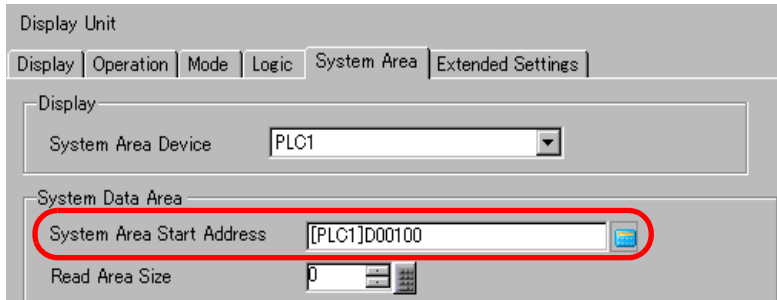 Display Unit
Display Operation Mode Logic System Area Extended Settings
Display
System Area Device PLC1
System Data Area
System Area Start Address [PLC1]D00100
Read Area Size 0